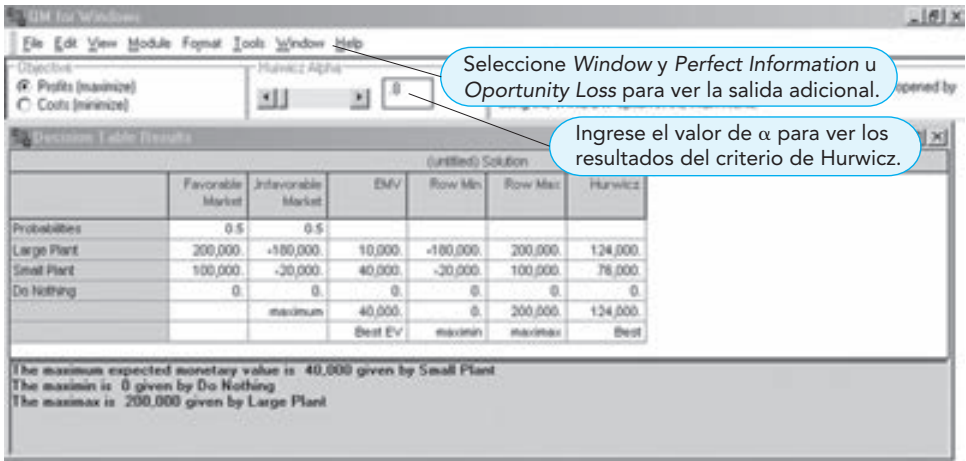 QM for Windows
File Edit View Module Format Tools Window Help
Objective
Profits (maximize)
Costs (minimize)
Hurwicz Alpha
.8
Seleccione Window y Perfect Information u
Oportunity Loss para ver la salida adicional.
opened by
Ingrese el valor de α para ver los
resultados del criterio de Hurwicz.
Decision Table Results
(untitled) Solution
Favorable Market Unfavorable Market EMV Row Min Row Max Hurwicz
Probabilities 0.5 0.5
Large Plant 200,000. -180,000. 10,000. -180,000. 200,000. 124,000.
Small Plant 100,000. -20,000. 40,000. -20,000. 100,000. 76,000.
Do Nothing 0. 0. 0. 0. 0. 0.
maximum 40,000. 0. 200,000. 124,000.
Best EV maximin maximax Best
The maximum expected monetary value is 40,000 given by Small Plant
The maximin is 0 given by Do Nothing
The maximax is 200,000 given by Large Plant